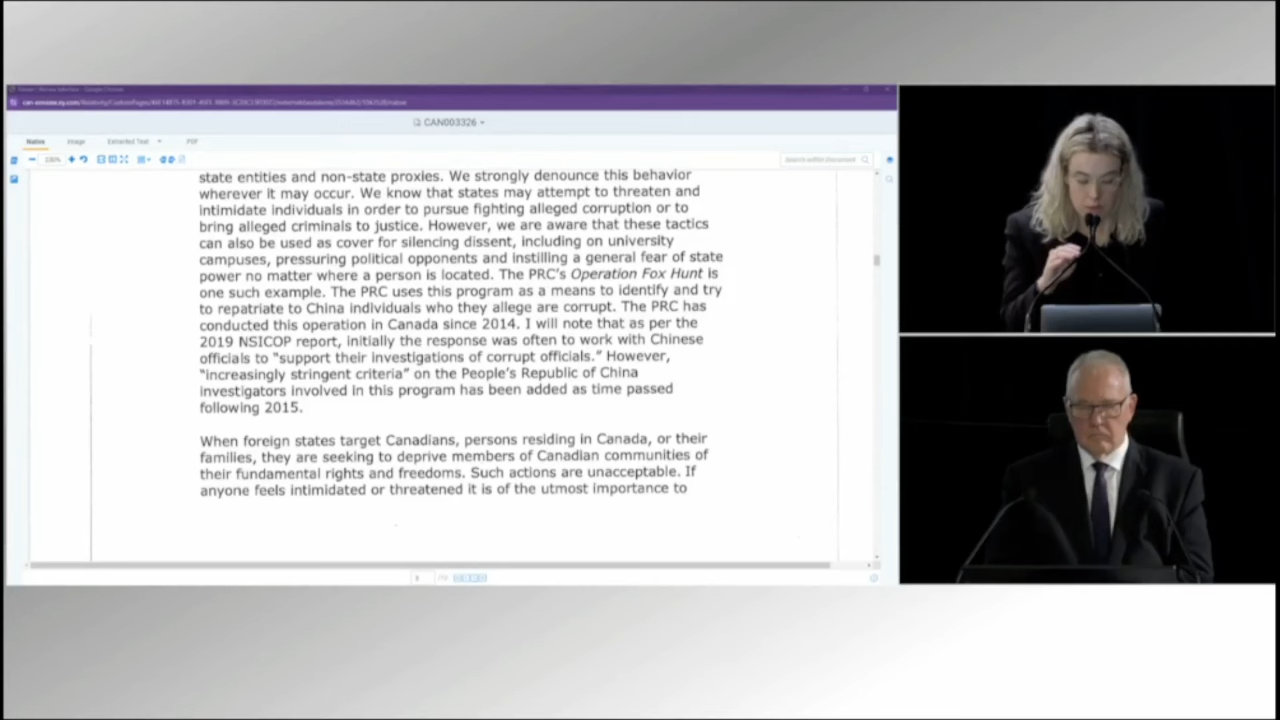 CAN003326
Native Image Extracted Text PDF
state entities and non-state proxies. We strongly denounce this behavior
wherever it may occur. We know that states may attempt to threaten and
intimidate individuals in order to pursue fighting alleged corruption or to
bring alleged criminals to justice. However, we are aware that these tactics
can also be used as cover for silencing dissent, including on university
campuses, pressuring political opponents and instilling a general fear of state
power no matter where a person is located. The PRC's Operation Fox Hunt is
one such example. The PRC uses this program as a means to identify and try
to repatriate to China individuals who they allege are corrupt. The PRC has
conducted this operation in Canada since 2014. I will note that as per the
2019 NSICOP report, initially the response was often to work with Chinese
officials to “support their investigations of corrupt officials.” However,
“increasingly stringent criteria” on the People's Republic of China
investigators involved in this program has been added as time passed
following 2015.
When foreign states target Canadians, persons residing in Canada, or their
families, they are seeking to deprive members of Canadian communities of
their fundamental rights and freedoms. Such actions are unacceptable. If
anyone feels intimidated or threatened it is of the utmost importance to